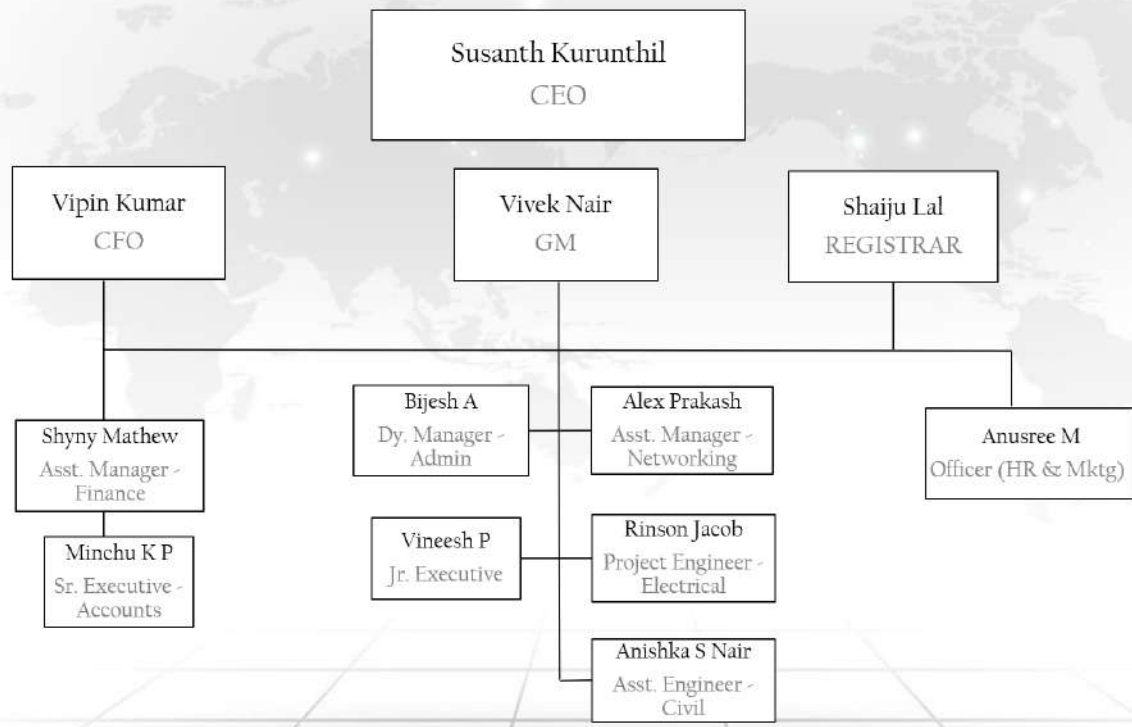 Susanth Kurunthil
CEO
Vipin Kumar
CFO
Vivek Nair
GM
Shaiju Lal
REGISTRAR
Shyny Mathew
Asst. Manager -
Finance
Minchu K P
Sr. Executive -
Accounts
Bijesh A
Dy. Manager -
Admin
Alex Prakash
Asst. Manager -
Networking
Vineesh P
Jr. Executive
Rinson Jacob
Project Engineer -
Electrical
Anishka S Nair
Asst. Engineer -
Civil
Anusree M
Officer (HR & Mktg)